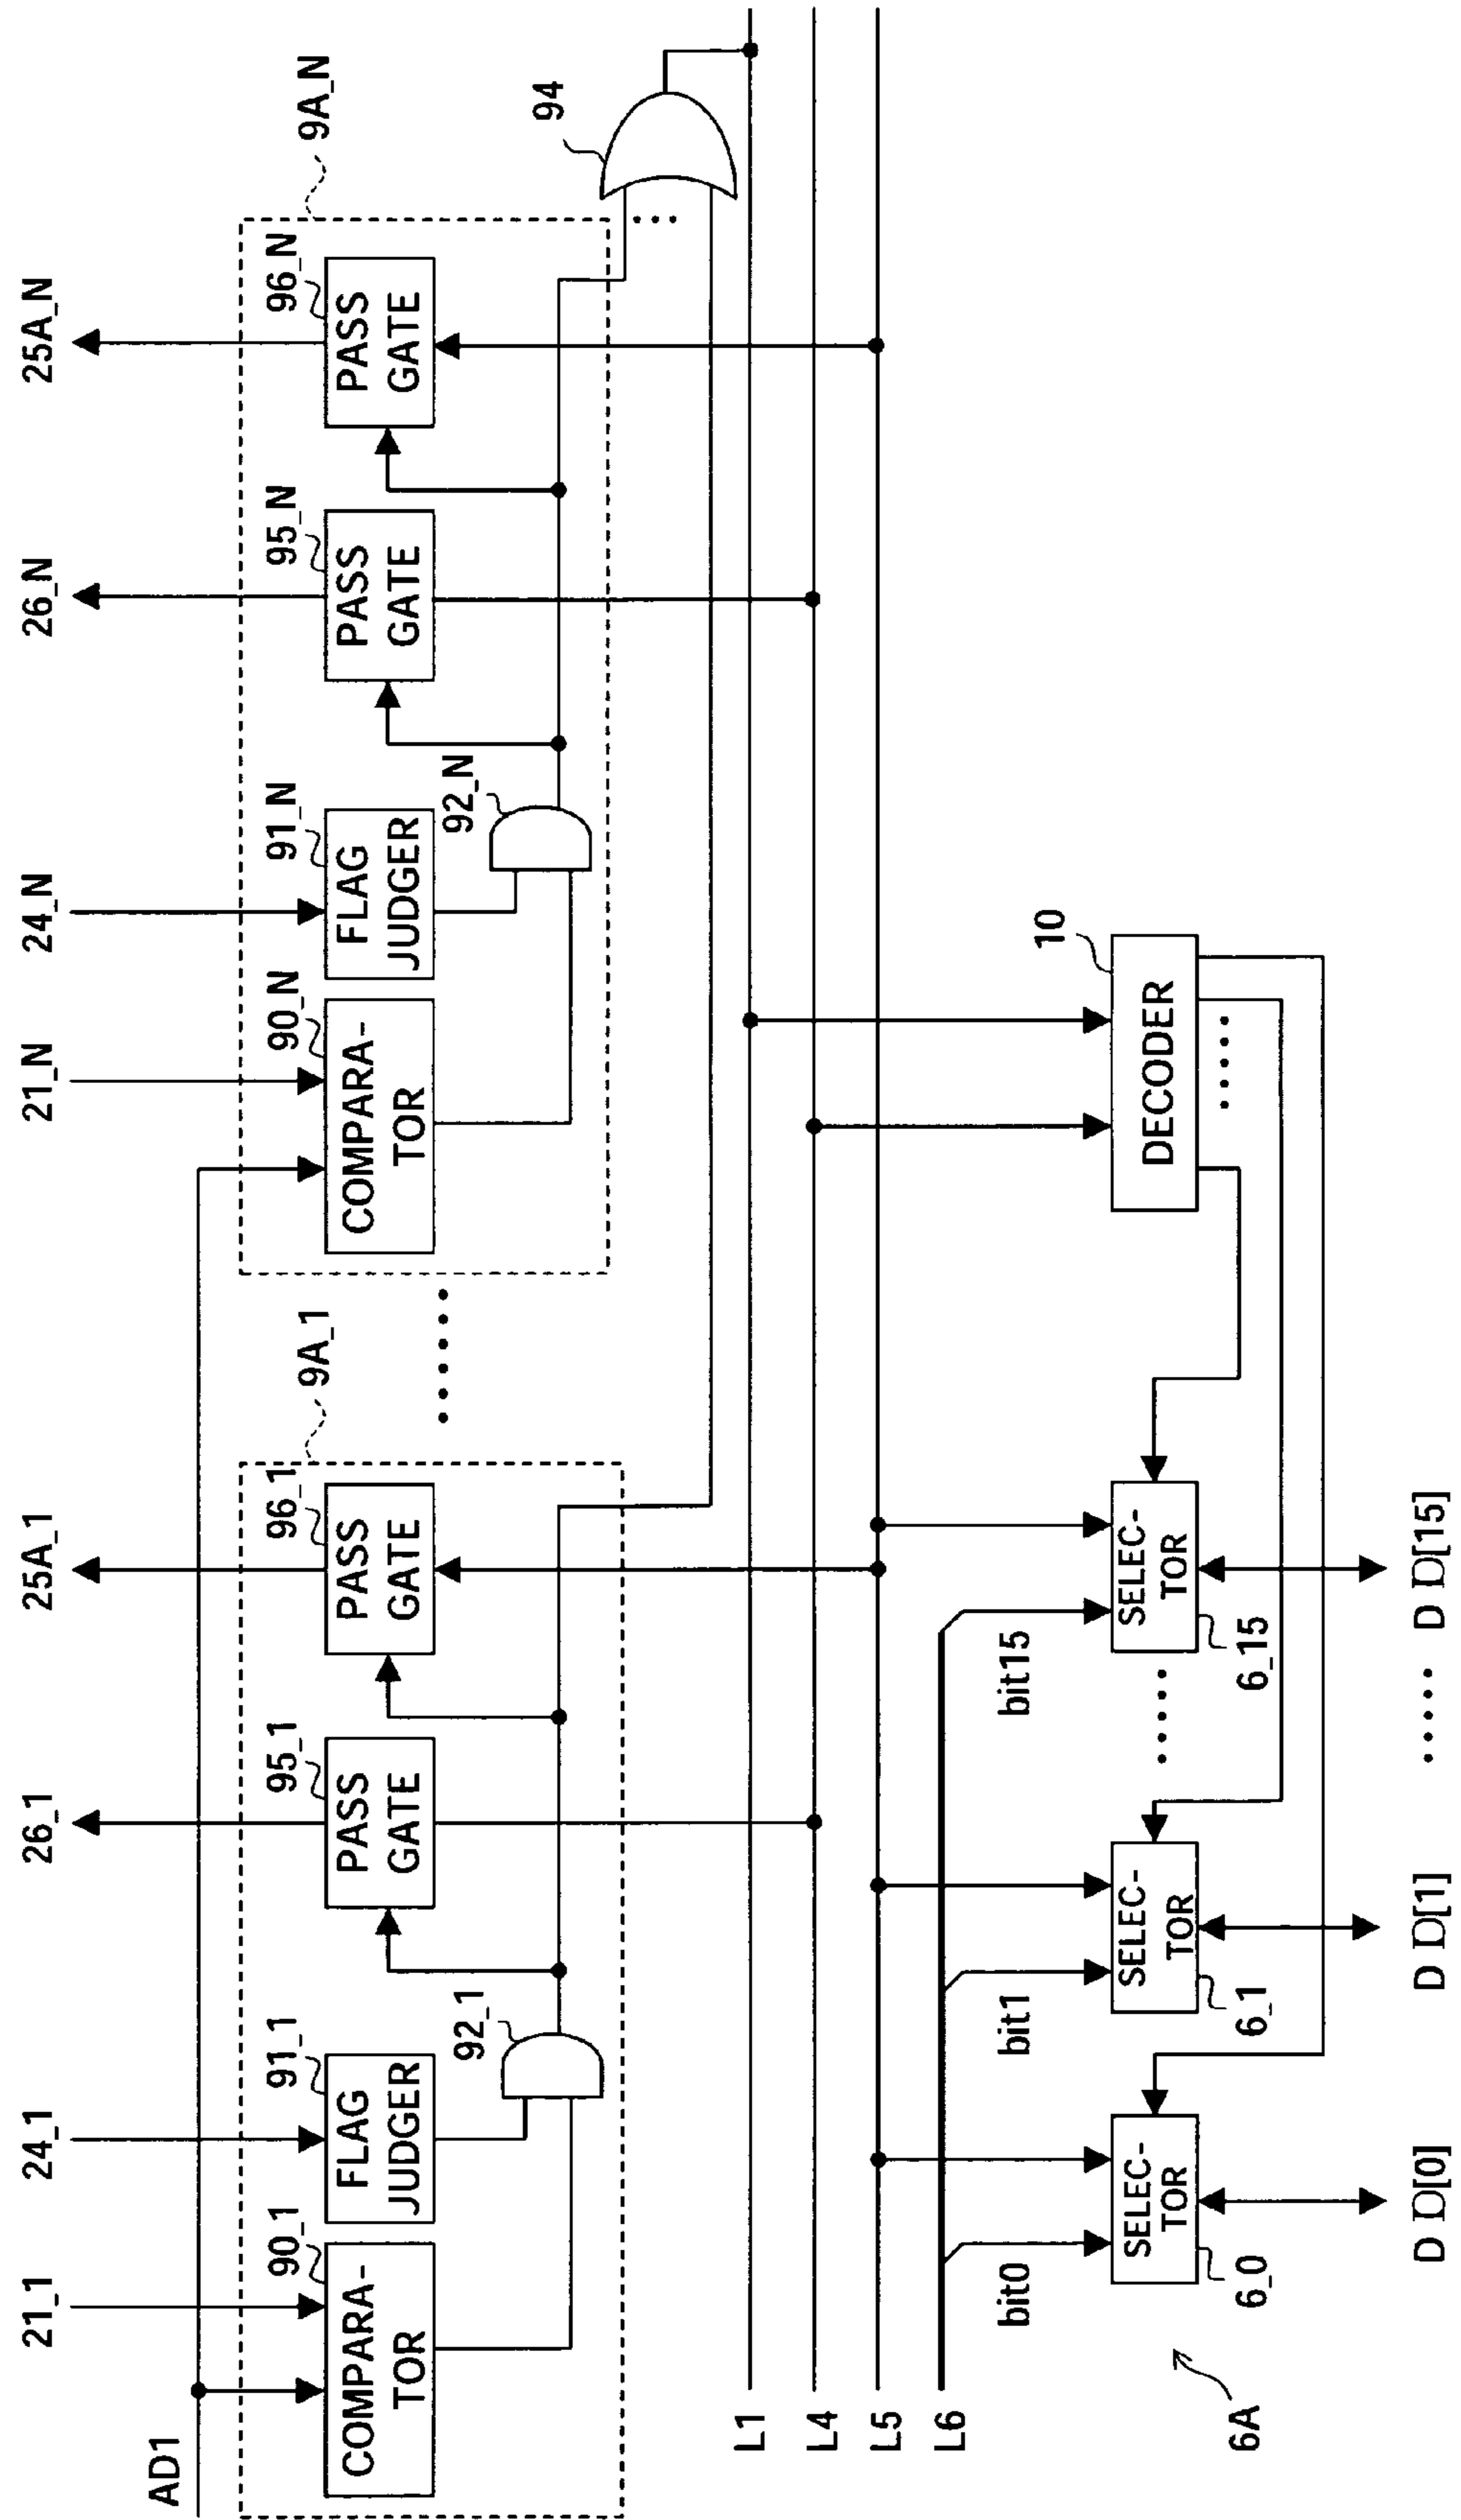 21_1
24_1
26_1
25A_1
21_N
24_N
26_N
25A_N
AD1
90_1
91_1
95_1
96_1
9A_1
90_N
91_N
95_N
96_N
9A_N
COMPARA-
TOR
FLAG
JUDGER
PASS
GATE
PASS
GATE
COMPARA-
TOR
FLAG
JUDGER
PASS
GATE
PASS
GATE
92_1
92_N
94
L1
L4
L5
L6
bit0
bit1
bit15
10
SELEC-
TOR
SELEC-
TOR
SELEC-
TOR
DECODER
6A
6_0
6_1
6_15
D D[0]
D D[1]
D D[15]